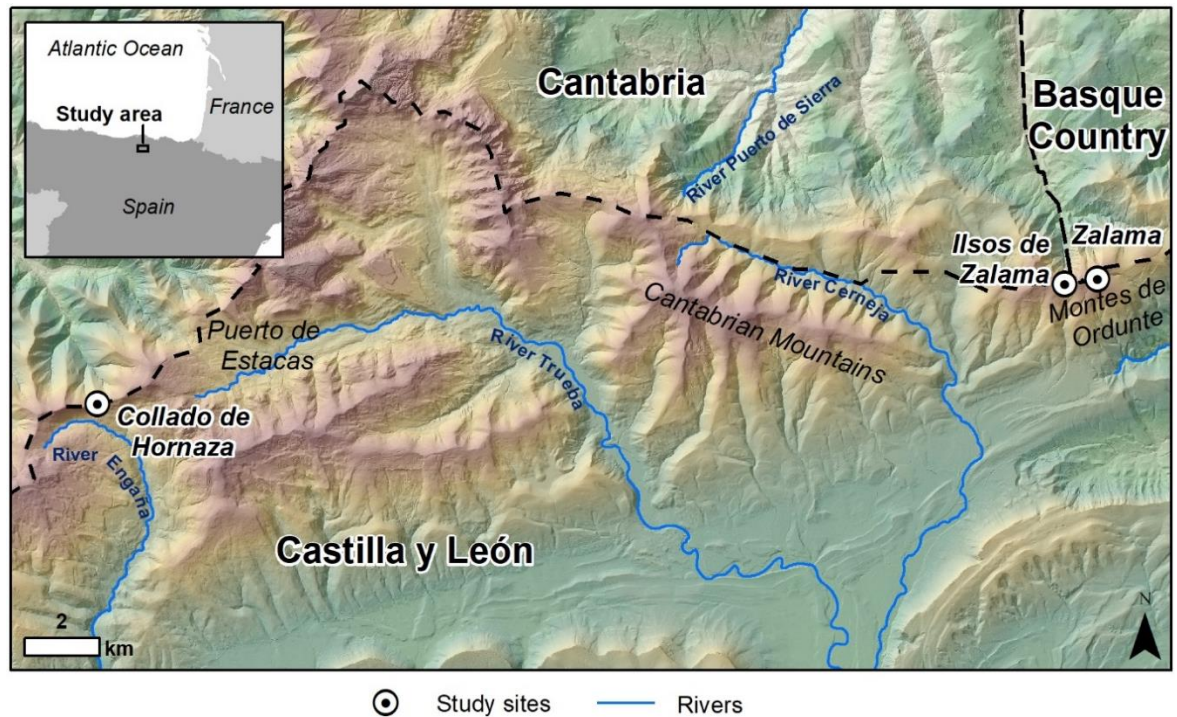 Atlantic Ocean
France
Study area
Spain
Cantabria
Basque
Country
River Puerto de Sierra
Ilsos de
Zalama
Zalama
Montes de
Ordunte
River Cerneja
Cantabrian Mountains
Puerto de
Estacas
River Trueba
Collado de
Hornaza
River Engaña
Castilla y León
2
km
N
Study sites
Rivers